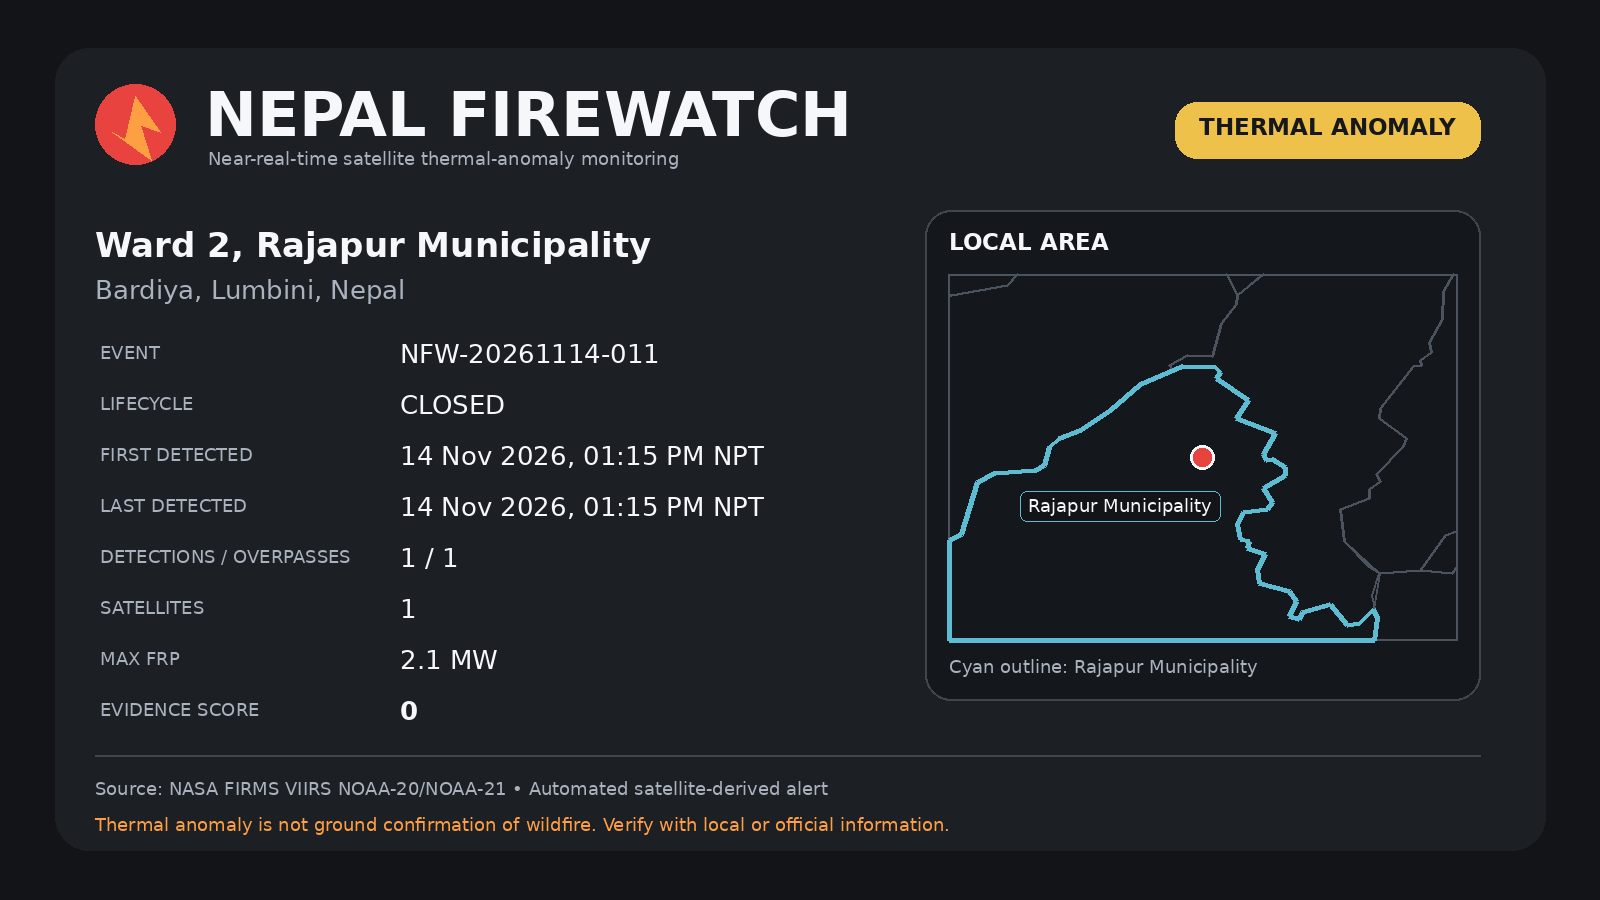 NEPAL FIREWATCH
Near-real-time satellite thermal-anomaly monitoring
THERMAL ANOMALY
Ward 2, Rajapur Municipality
Bardiya, Lumbini, Nepal
EVENT NFW-20261114-011
LIFECYCLE CLOSED
FIRST DETECTED 14 Nov 2026, 01:15 PM NPT
LAST DETECTED 14 Nov 2026, 01:15 PM NPT
DETECTIONS / OVERPASSES 1 / 1
SATELLITES 1
MAX FRP 2.1 MW
EVIDENCE SCORE 0
LOCAL AREA
Rajapur Municipality
Cyan outline: Rajapur Municipality
Source: NASA FIRMS VIIRS NOAA-20/NOAA-21 • Automated satellite-derived alert
Thermal anomaly is not ground confirmation of wildfire. Verify with local or official information.